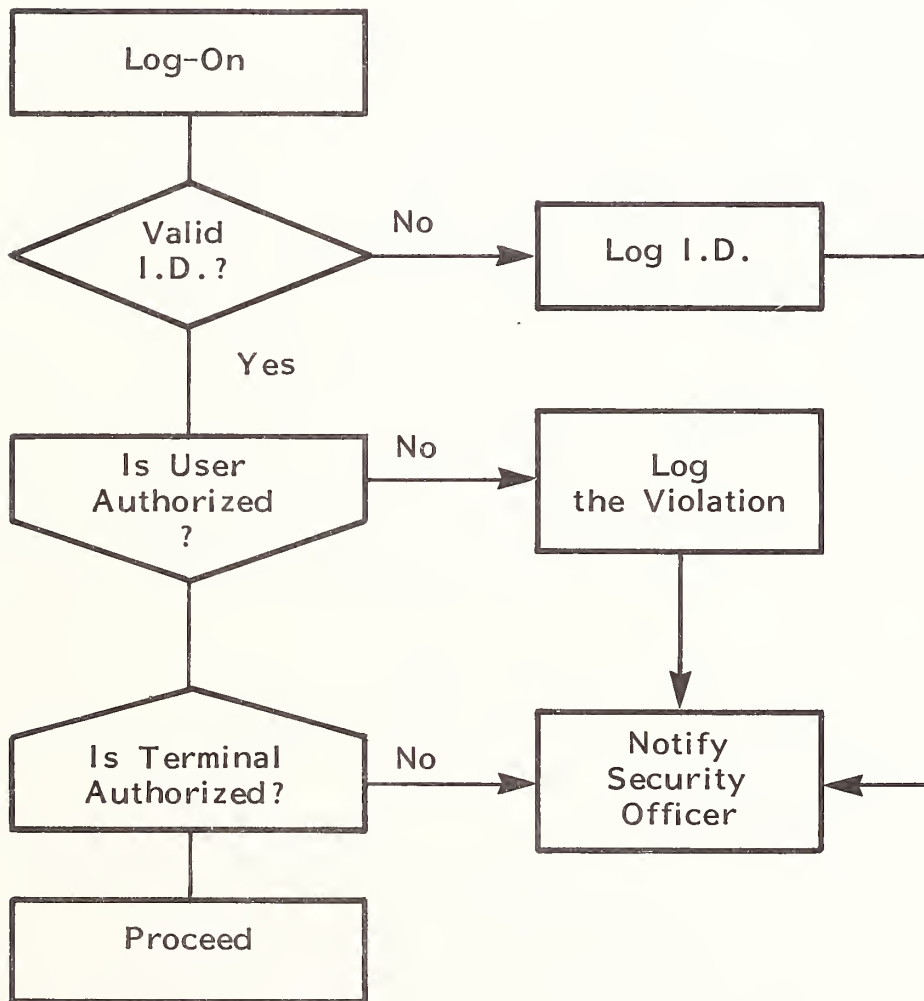 Log-On
Valid
I.D.?
No
Log I.D.
Yes
Is User
Authorized
?
No
Log
the Violation
Is Terminal
Authorized?
No
Notify
Security
Officer
Proceed